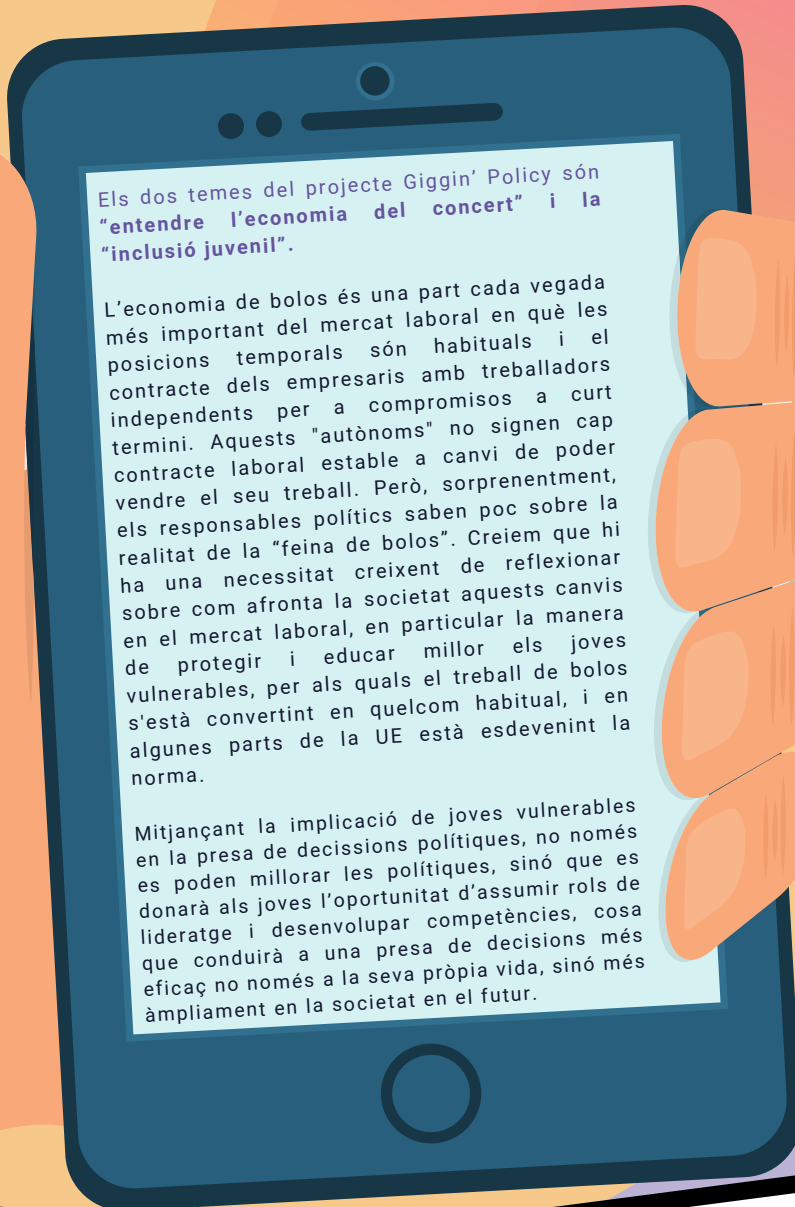 Els dos temes del projecte Giggin’ Policy són
“entendre l’economia del concert” i la
“inclusió juvenil”.
L’economia de bolos és una part cada vegada
més important del mercat laboral en què les
posicions temporals són habituals i el
contracte dels empresaris amb treballadors
independents per a compromisos a curt
termini. Aquests "autònoms" no signen cap
contracte laboral estable a canvi de poder
vendre el seu treball. Però, sorprenentment,
els responsables polítics saben poc sobre la
realitat de la “feina de bolos”. Creiem que hi
ha una necessitat creixent de reflexionar
sobre com afronta la societat aquests canvis
en el mercat laboral, en particular la manera
de protegir i educar millor els joves
vulnerables, per als quals el treball de bolos
s'està convertint en quelcom habitual, i en
algunes parts de la UE està esdevenint la
norma.
Mitjançant la implicació de joves vulnerables
en la presa de decissions polítiques, no només
es poden millorar les polítiques, sinó que es
donarà als joves l’oportunitat d’assumir rols de
lideratge i desenvolupar competències, cosa
que conduirà a una presa de decisions més
eficaç no només a la seva pròpia vida, sinó més
àmpliament en la societat en el futur.